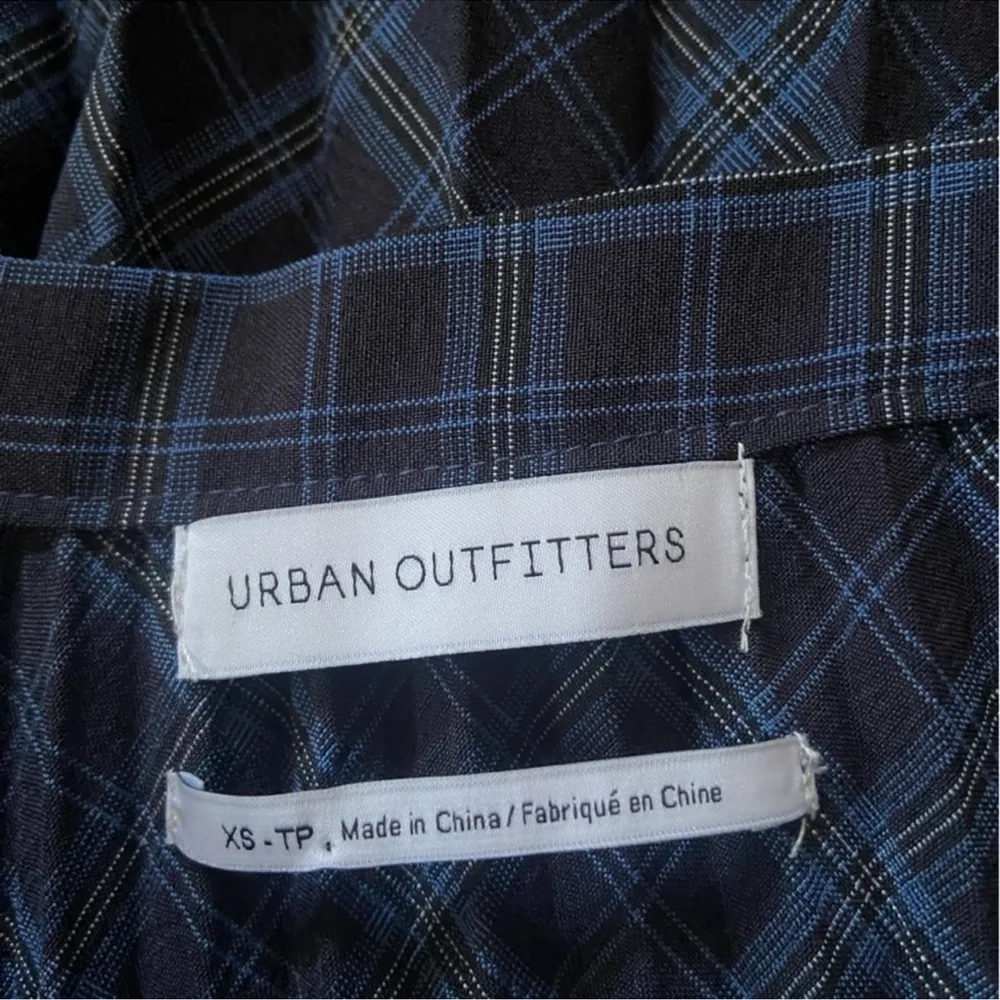 URBAN OUTFITTERS
XS - TP , Made in China / Fabriqué en Chine